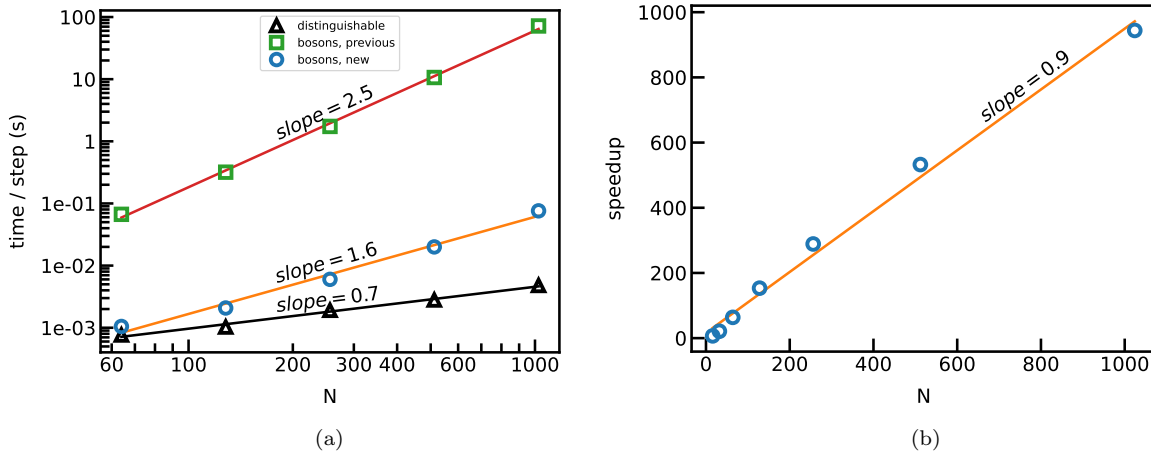 distinguishable
bosons, previous
bosons, new
100
10
1
1e-01
1e-02
1e-03
time / step (s)
slope = 2.5
slope = 1.6
slope = 0.7
60
100
200
300
400
600
1000
N
(a)
1000
800
600
400
200
0
speedup
slope = 0.9
0
200
400
600
800
1000
N
(b)